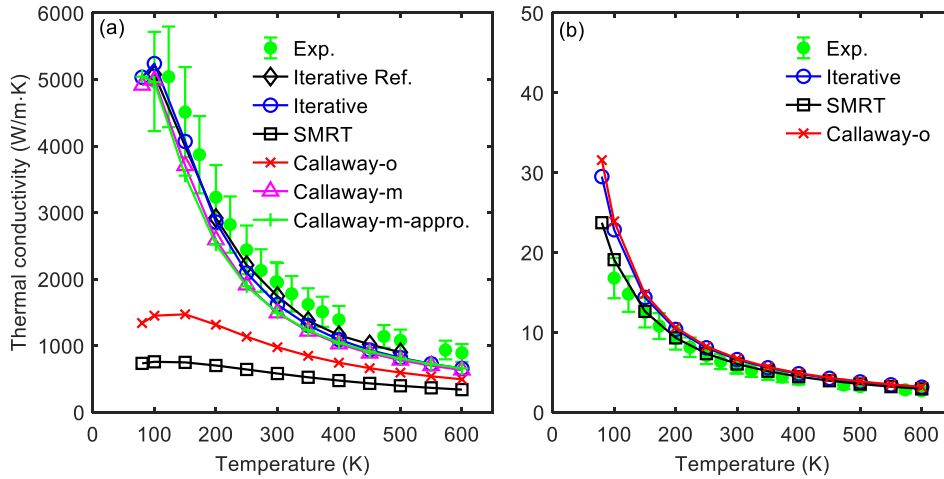 (a)
Exp.
Iterative Ref.
Iterative
SMRT
Callaway-o
Callaway-m
Callaway-m-appro.
6000
5000
4000
3000
2000
1000
0
Thermal conductivity (W/m·K)
0 100 200 300 400 500 600
Temperature (K)
(b)
Exp.
Iterative
SMRT
Callaway-o
50
40
30
20
10
0
0 100 200 300 400 500 600
Temperature (K)